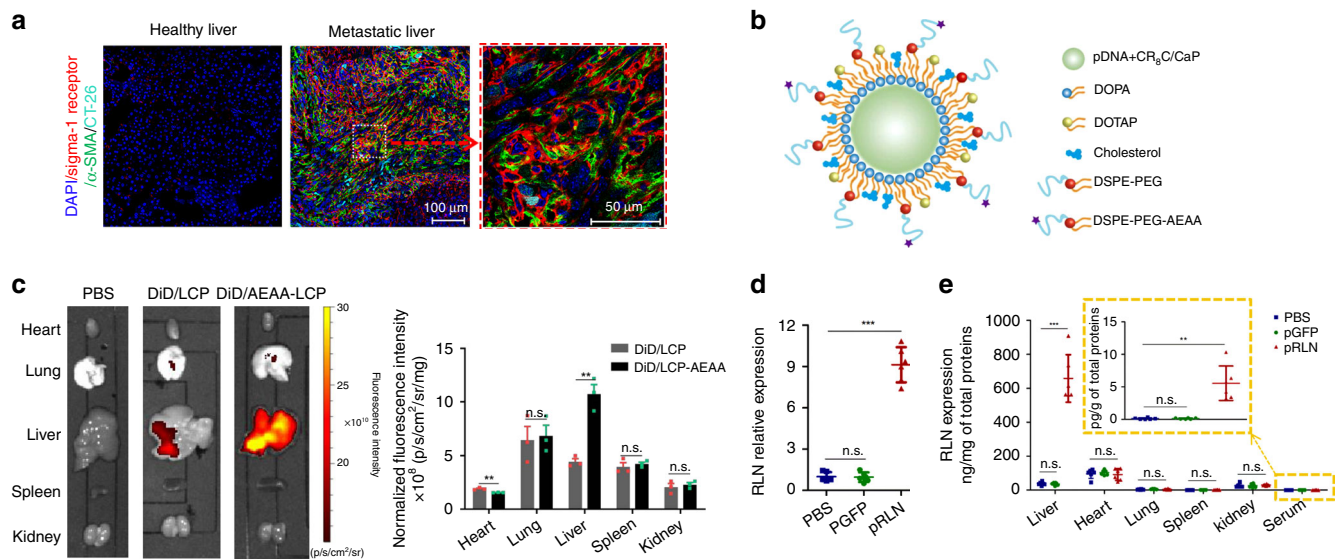 a
Healthy liver
Metastatic liver
DAPI/sigma-1 receptor
/α-SMA/CT-26
100 μm
50 μm
b
pDNA+CR₈C/CaP
DOPA
DOTAP
Cholesterol
DSPE-PEG
DSPE-PEG-AEAA
c
PBS
DiD/LCP
DiD/AEAA-LCP
Heart
Lung
Liver
Spleen
Kidney
30
25
×10¹⁰
20
15
Fluorescence intensity
(p/s/cm²/sr)
Normalized fluorescence intensity
×10⁸ (p/s/cm²/sr/mg)
15
10
5
0
DiD/LCP
DiD/LCP-AEAA
**
n.s.
**
n.s.
n.s.
Heart
Lung
Liver
Spleen
Kidney
d
RLN relative expression
12
9
6
3
0
***
n.s.
PBS
PGFP
pRLN
e
RLN expression
ng/mg of total proteins
1000
800
600
400
200
0
***
n.s.
n.s.
n.s.
n.s.
n.s.
Liver
Heart
Lung
Spleen
kidney
Serum
pg/g of total proteins
15
10
5
0
**
n.s.
PBS
pGFP
pRLN